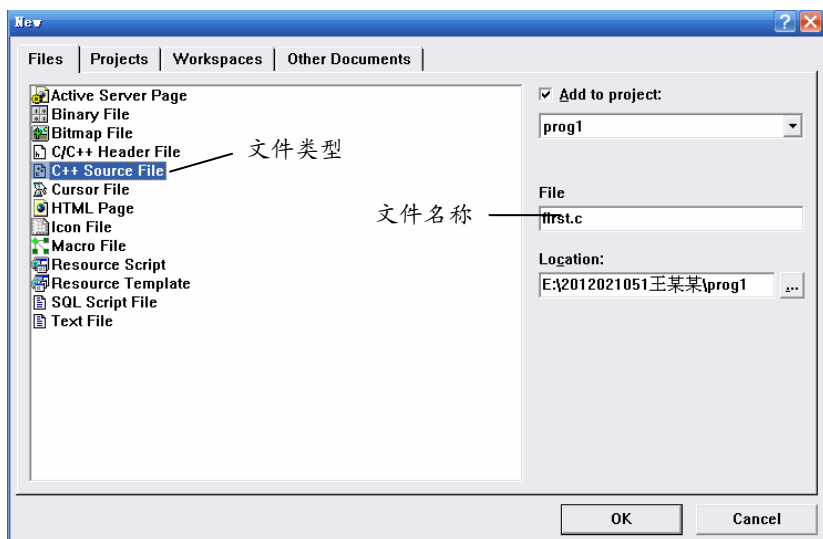 New
Files Projects Workspaces Other Documents
Active Server Page
Binary File
Bitmap File
C/C++ Header File
C++ Source File
Cursor File
HTML Page
Icon File
Macro File
Resource Script
Resource Template
SQL Script File
Text File
文件类型
文件名称
Add to project:
prog1
File
first.c
Location:
E:\2012021051王某某\prog1
...
OK Cancel